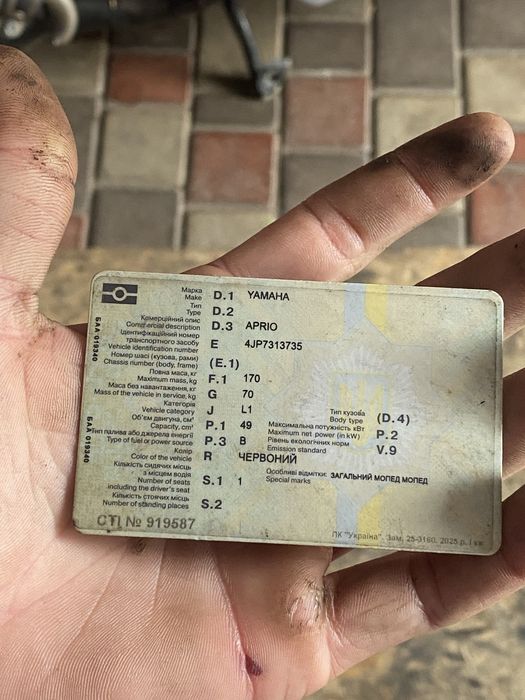 Марка
Make D.1 YAMAHA
Тип
Type D.2
Комерційний опис
Commercial description D.3 APRIO
Ідентифікаційний номер
транспортного засобу
Vehicle identification number E 4JP7313735
Номер шасі (кузова, рами)
Chassis number (body, frame) (E.1)
Повна маса, кг
Maximum mass, kg F.1 170
Маса без навантаження, кг
Mass of the vehicle in service, kg G 70
Категорія
Vehicle category J L1
Об'єм двигуна, см³
Capacity, cm³ P.1 49
Тип палива або джерела енергії
Type of fuel or power source P.3 B
Колір
Color of the vehicle R ЧЕРВОНИЙ
Кількість сидячих місць
з місцем водія
Number of seats
including the driver's seat S.1 1
Кількість стоячих місць
Number of standing places S.2
Тип кузова
Body type (D.4)
Максимальна потужність кВт
Maximum net power (in kW) P.2
Рівень екологічних норм
Emission standard V.9
Особливі відмітки: ЗАГАЛЬНИЙ МОПЕД МОПЕД
Special marks
СТІ № 919587
ПК "Україна". Зам. 25-3160. 2025 р. І кв
БАА 019340
БАА 019340